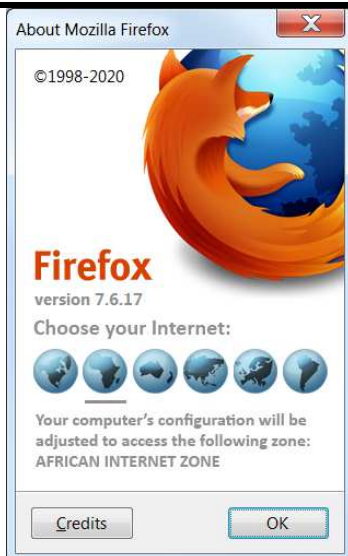 About Mozilla Firefox
X
©1998-2020
Firefox
version 7.6.17
Choose your Internet:
Your computer's configuration will be
adjusted to access the following zone:
AFRICAN INTERNET ZONE
Credits OK